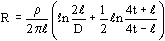 R = ρ / 2πℓ ( ℓn 2ℓ / D + 1 / 2 ℓn 4t + ℓ / 4t − ℓ )